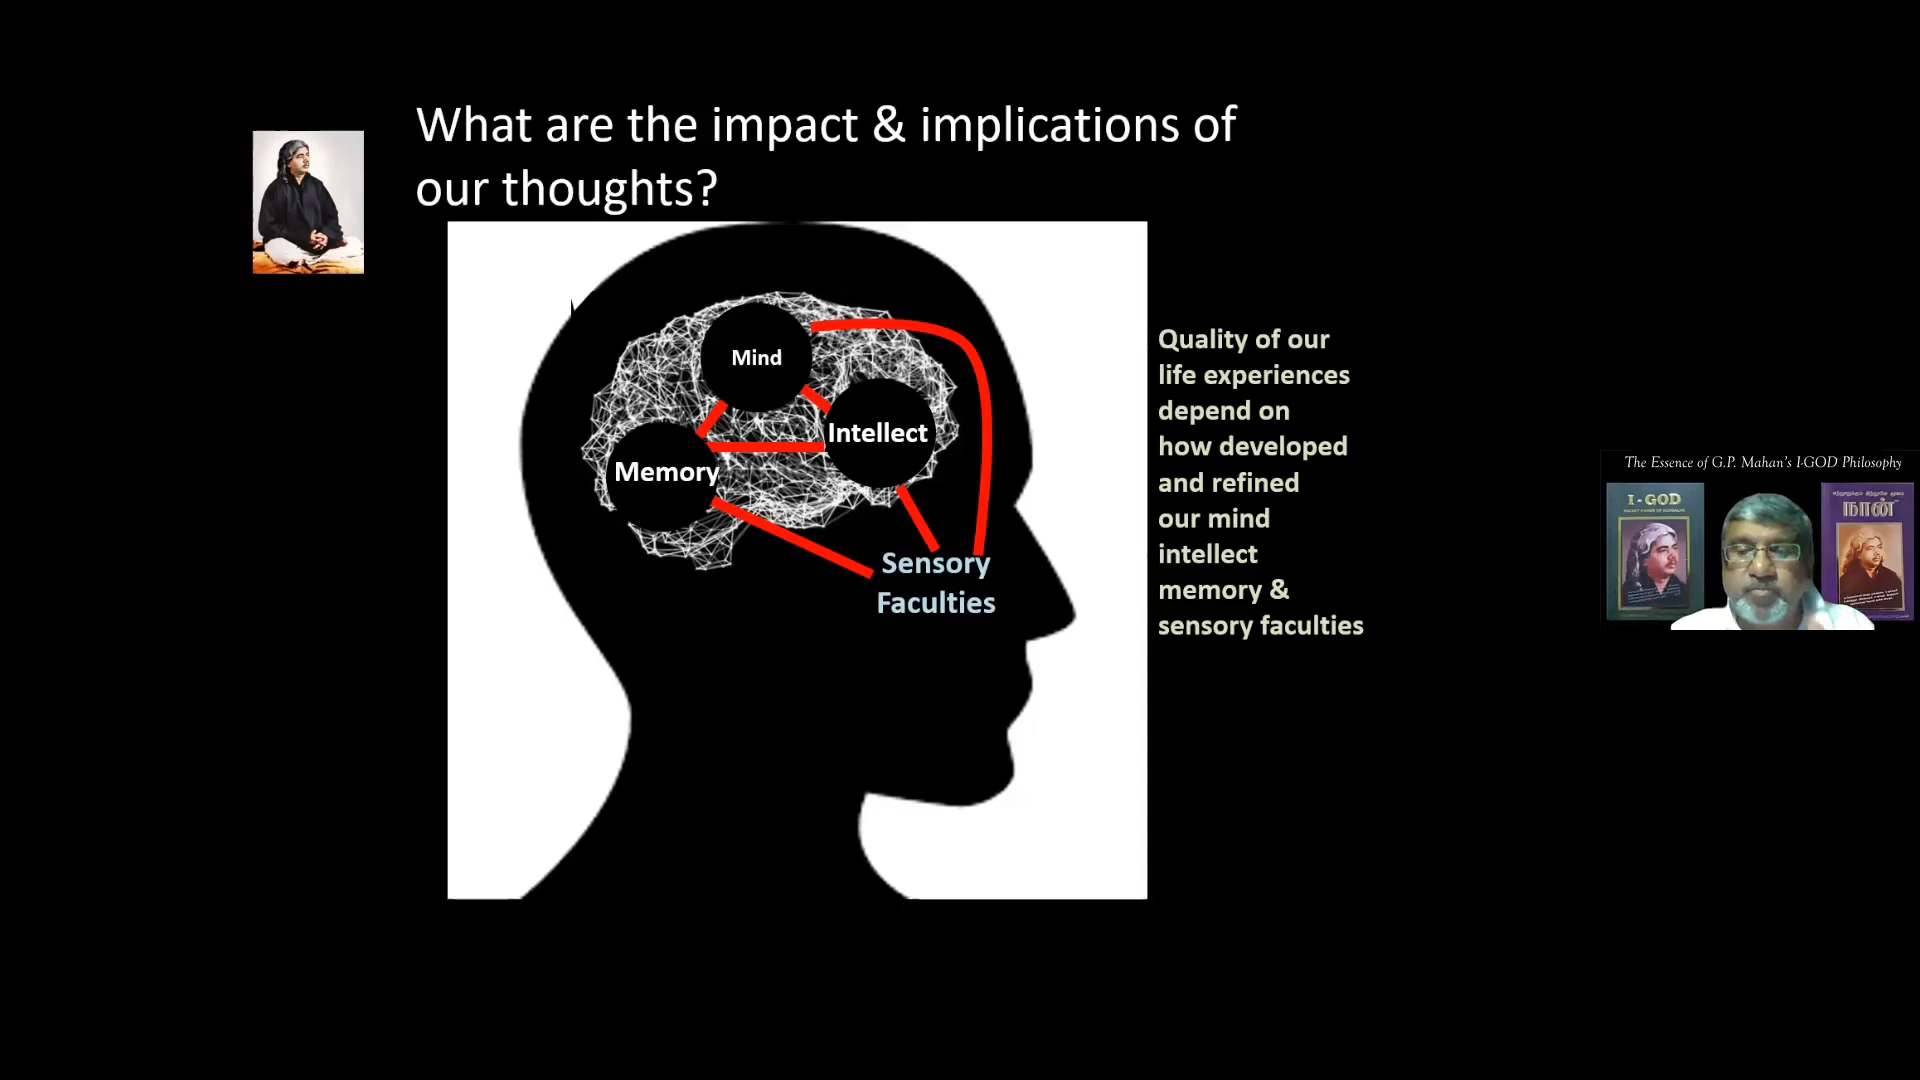 What are the impact & implications of
our thoughts?
Mind
Intellect
Memory
Sensory
Faculties
Quality of our
life experiences
depend on
how developed
and refined
our mind
intellect
memory &
sensory faculties
The Essence of G.P. Mahan's I-GOD Philosophy
I - GOD
நான்